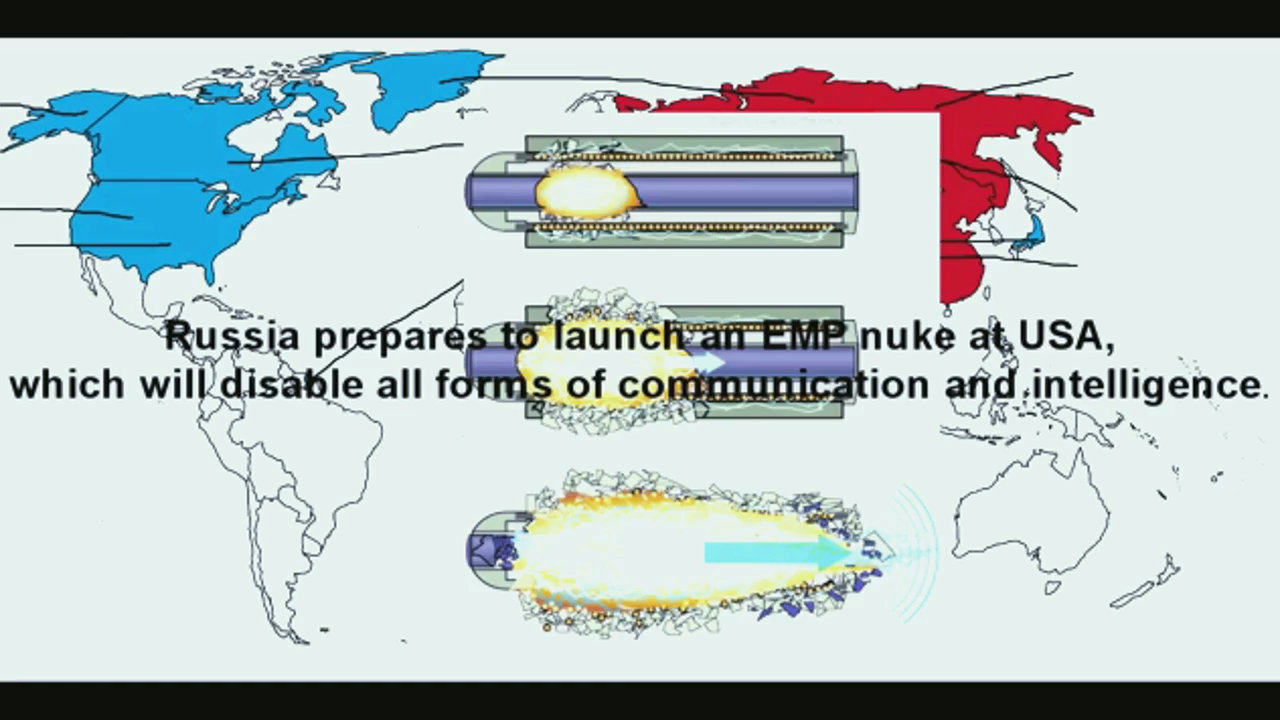 Russia prepares to launch an EMP nuke at USA,
which will disable all forms of communication and intelligence.